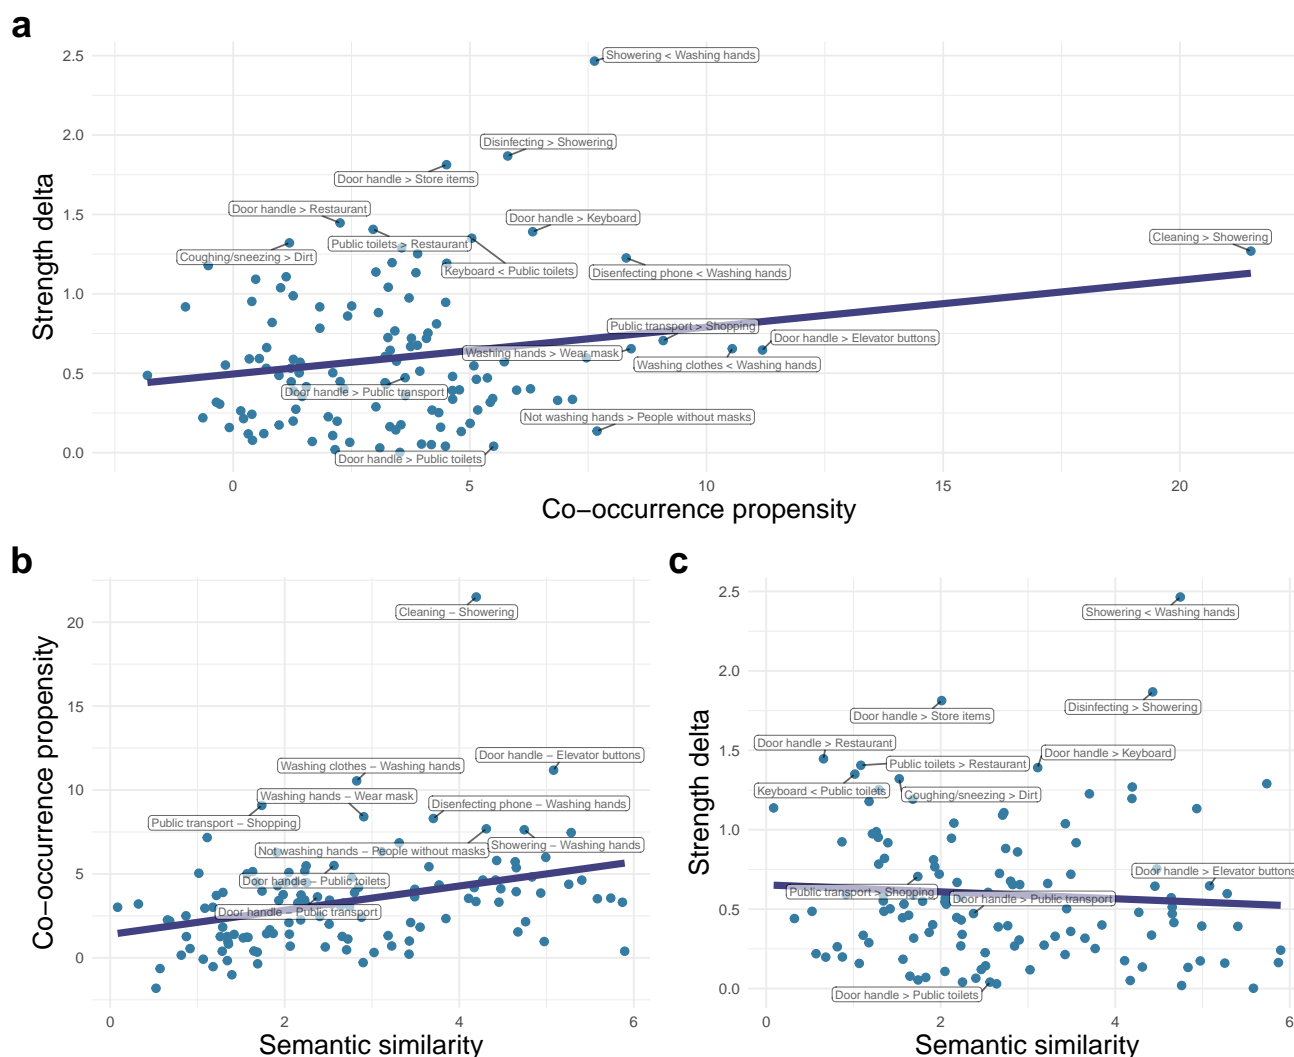 a
2.5
2.0
1.5
1.0
0.5
0.0
Strength delta
Showering < Washing hands
Disinfecting > Showering
Door handle > Store items
Door handle > Restaurant
Door handle > Keyboard
Public toilets > Restaurant
Cleaning > Showering
Coughing/sneezing > Dirt
Keyboard < Public toilets
Disenfecting phone < Washing hands
Public transport > Shopping
Door handle > Elevator buttons
Washing hands > Wear mask
Washing clothes < Washing hands
Door handle > Public transport
Not washing hands > People without masks
Door handle > Public toilets
0 5 10 15 20
Co−occurrence propensity
b
20
15
10
5
0
Co−occurrence propensity
Cleaning − Showering
Door handle − Elevator buttons
Washing clothes − Washing hands
Washing hands − Wear mask
Disenfecting phone − Washing hands
Public transport − Shopping
Showering − Washing hands
Not washing hands − People without masks
Door handle − Public toilets
Door handle − Public transport
0 2 4 6
Semantic similarity
c
2.5
2.0
1.5
1.0
0.5
0.0
Strength delta
Showering < Washing hands
Disinfecting > Showering
Door handle > Store items
Door handle > Restaurant
Door handle > Keyboard
Public toilets > Restaurant
Keyboard < Public toilets
Coughing/sneezing > Dirt
Door handle > Elevator buttons
Public transport > Shopping
Door handle > Public transport
Door handle > Public toilets
0 2 4 6
Semantic similarity